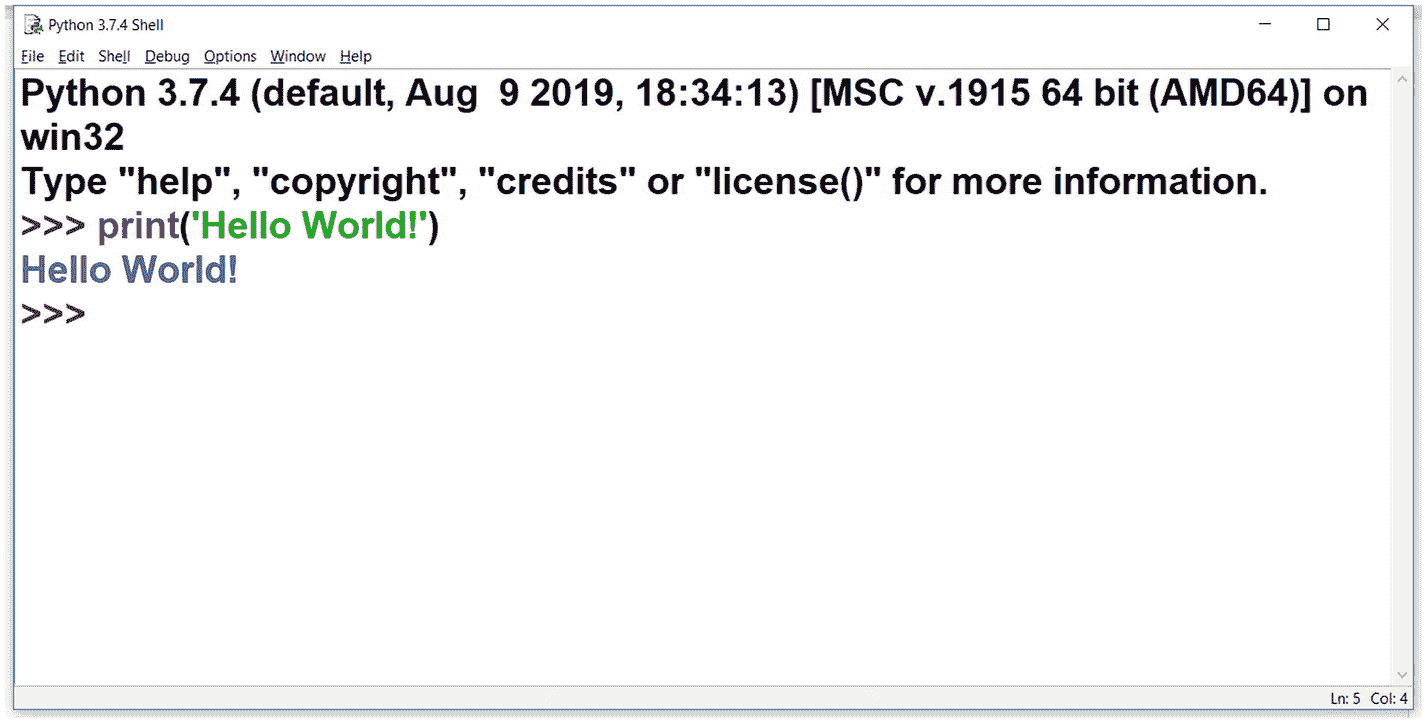 Python 3.7.4 Shell
File Edit Shell Debug Options Window Help
Python 3.7.4 (default, Aug  9 2019, 18:34:13) [MSC v.1915 64 bit (AMD64)] on
win32
Type "help", "copyright", "credits" or "license()" for more information.
>>> print('Hello World!')
Hello World!
>>>
Ln: 5 Col: 4